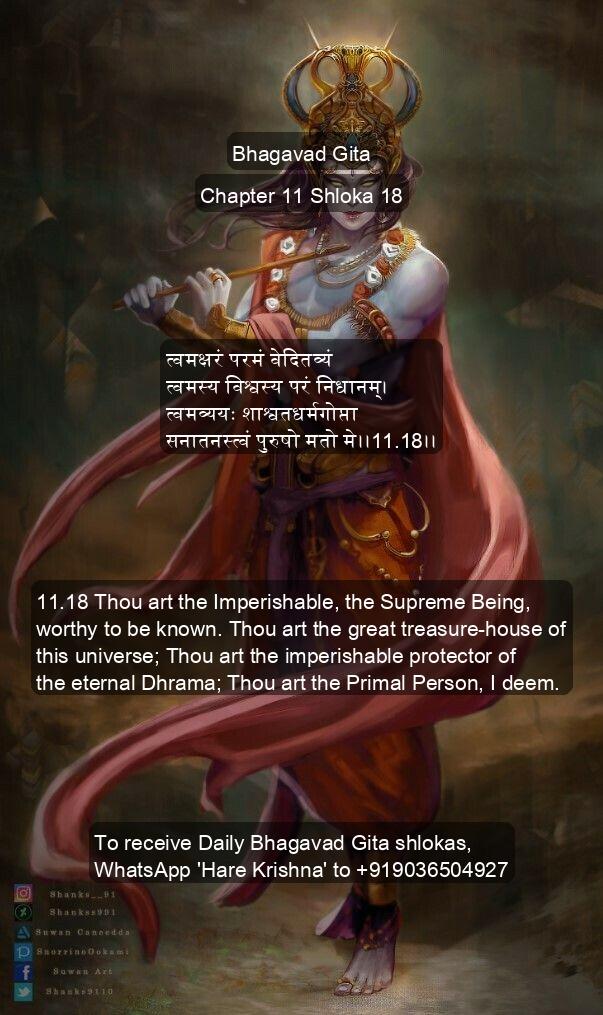 Bhagavad Gita
Chapter 11 Shloka 18
त्वमक्षरं परमं वेदितव्यं
त्वमस्य विश्वस्य परं निधानम्।
त्वमव्ययः शाश्वतधर्मगोप्ता
सनातनस्त्वं पुरुषो मतो मे।।11.18।।
11.18 Thou art the Imperishable, the Supreme Being,
worthy to be known. Thou art the great treasure-house of
this universe; Thou art the imperishable protector of
the eternal Dhrama; Thou art the Primal Person, I deem.
To receive Daily Bhagavad Gita shlokas,
WhatsApp 'Hare Krishna' to +919036504927
Shanks__91
Shankss991
Suwan Cancedda
SnorrinoOokami
Suwan Art
Shanks9110